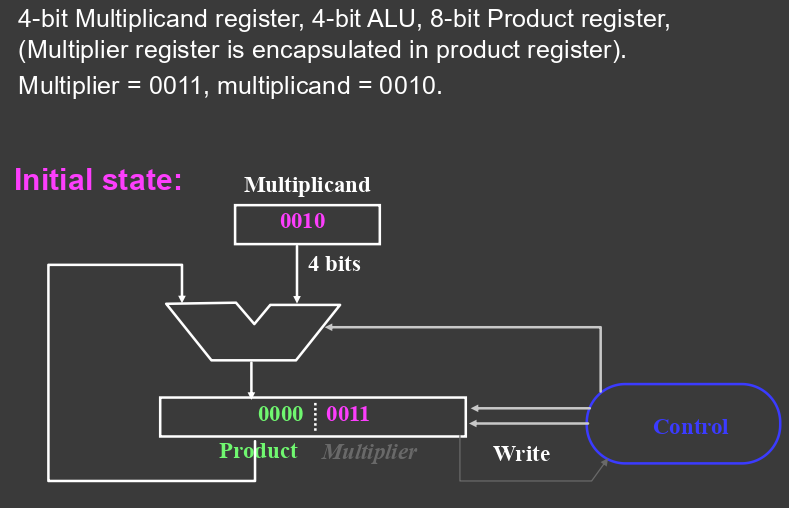 4-bit Multiplicand register, 4-bit ALU, 8-bit Product register,
(Multiplier register is encapsulated in product register).
Multiplier = 0011, multiplicand = 0010.
Initial state:
Multiplicand
0010
4 bits
0000 0011
Control
Product Multiplier
Write